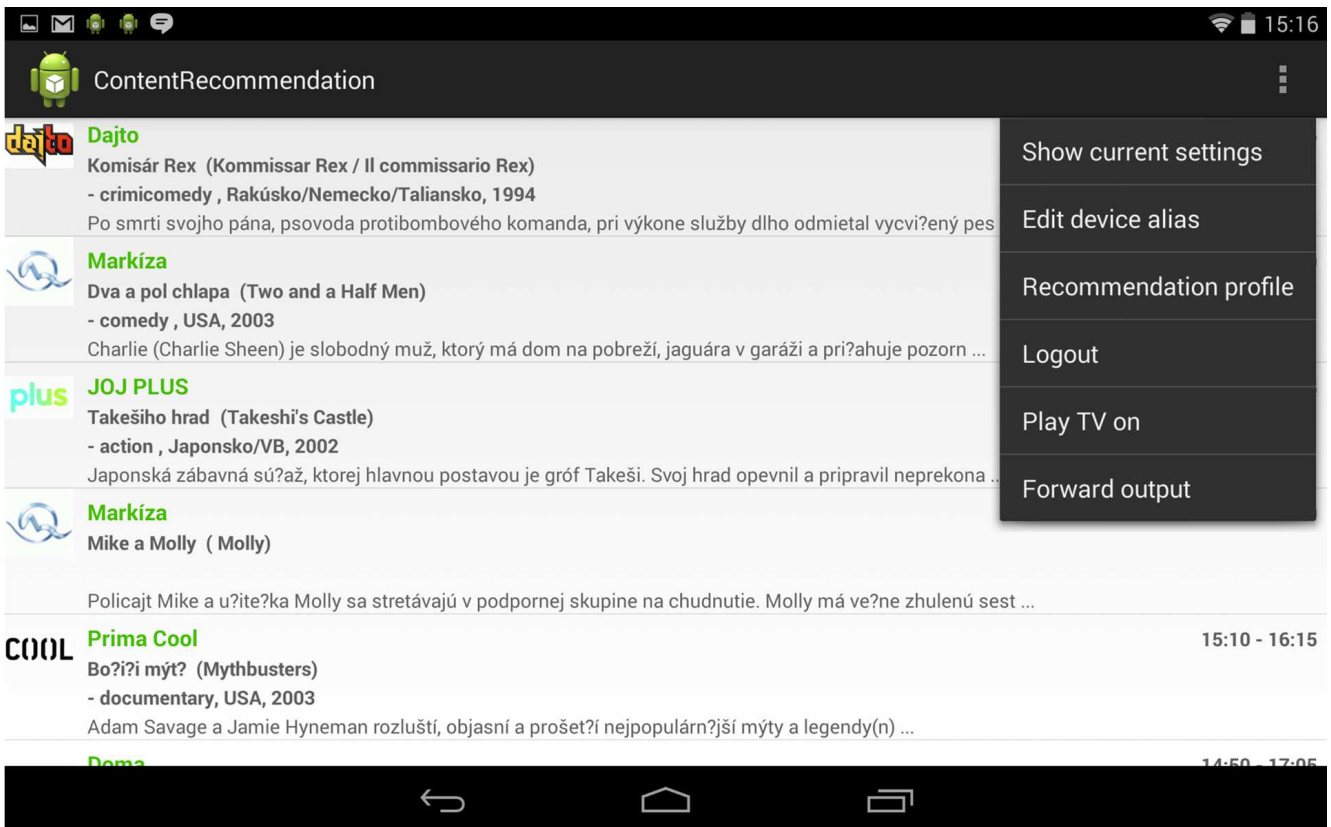 15:16
ContentRecommendation
dajto
Dajto
Komisár Rex (Kommissar Rex / Il commissario Rex)
- crimicomedy , Rakúsko/Nemecko/Taliansko, 1994
Po smrti svojho pána, psovoda protibombového komanda, pri výkone služby dlho odmietal vycvi?ený pes
Markíza
Dva a pol chlapa (Two and a Half Men)
- comedy , USA, 2003
Charlie (Charlie Sheen) je slobodný muž, ktorý má dom na pobreží, jaguára v garáži a pri?ahuje pozorn ...
plus
JOJ PLUS
Takešiho hrad (Takeshi's Castle)
- action , Japonsko/VB, 2002
Japonská zábavná sú?až, ktorej hlavnou postavou je gróf Takeši. Svoj hrad opevnil a pripravil neprekona ..
Markíza
Mike a Molly ( Molly)
Policajt Mike a u?ite?ka Molly sa stretávajú v podpornej skupine na chudnutie. Molly má ve?ne zhulenú sest ...
COOL
Prima Cool
15:10 - 16:15
Bo?i?i mýt? (Mythbusters)
- documentary, USA, 2003
Adam Savage a Jamie Hyneman rozluští, objasní a prošet?í nejpopulárn?jší mýty a legendy(n) ...
Doma
14:50 - 17:05
Show current settings
Edit device alias
Recommendation profile
Logout
Play TV on
Forward output